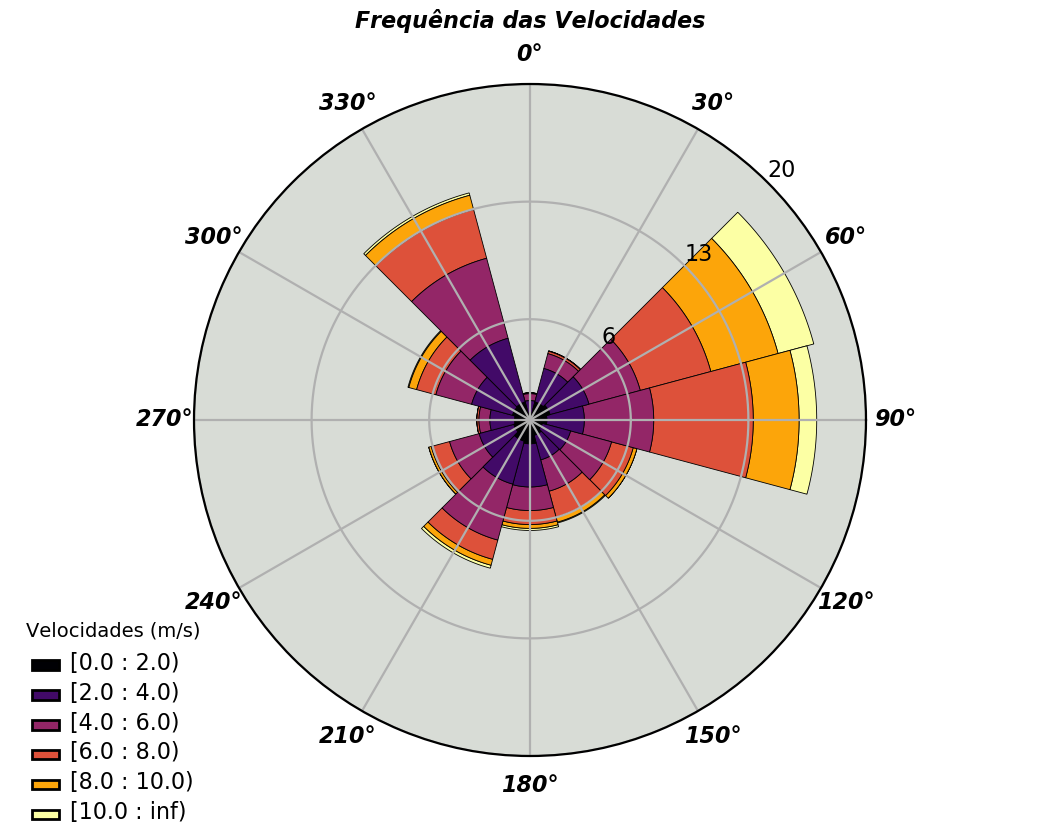 Frequência das Velocidades
0°
330°
30°
20
300°
60°
13
6
270°
90°
240°
120°
210°
150°
180°
Velocidades (m/s)
[0.0 : 2.0)
[2.0 : 4.0)
[4.0 : 6.0)
[6.0 : 8.0)
[8.0 : 10.0)
[10.0 : inf)